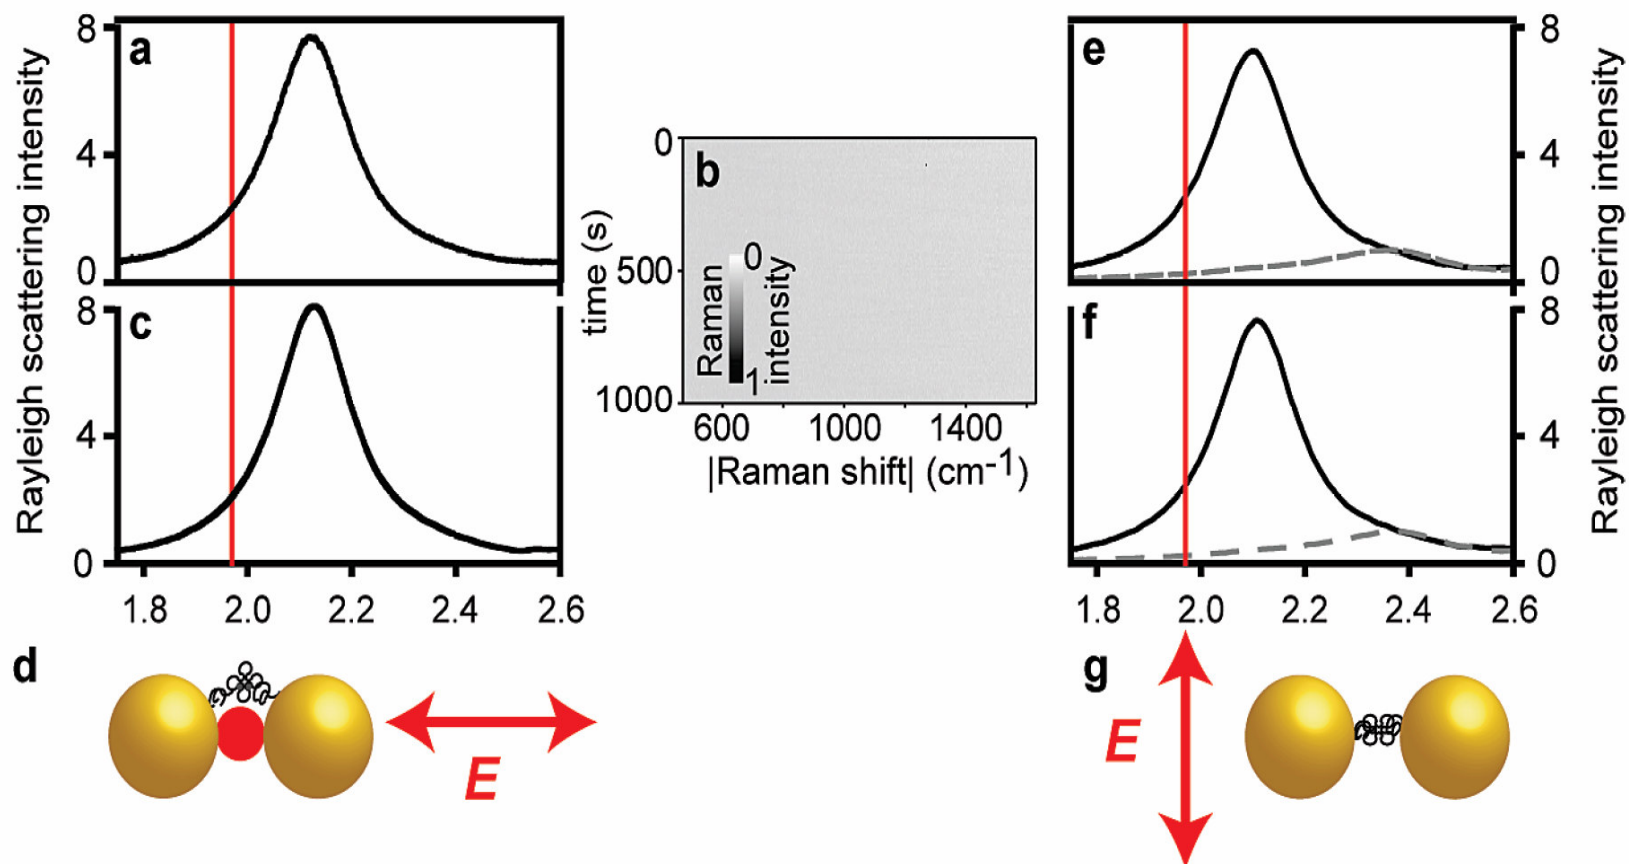 a
Rayleigh scattering intensity
8
4
0
c
8
4
0
1.8 2.0 2.2 2.4 2.6
b
time (s)
0
500
1000
Raman
intensity
0
1
600 1000 1400
|Raman shift| (cm-1)
e
8
4
0
Rayleigh scattering intensity
f
8
4
0
1.8 2.0 2.2 2.4 2.6
d
E
g
E